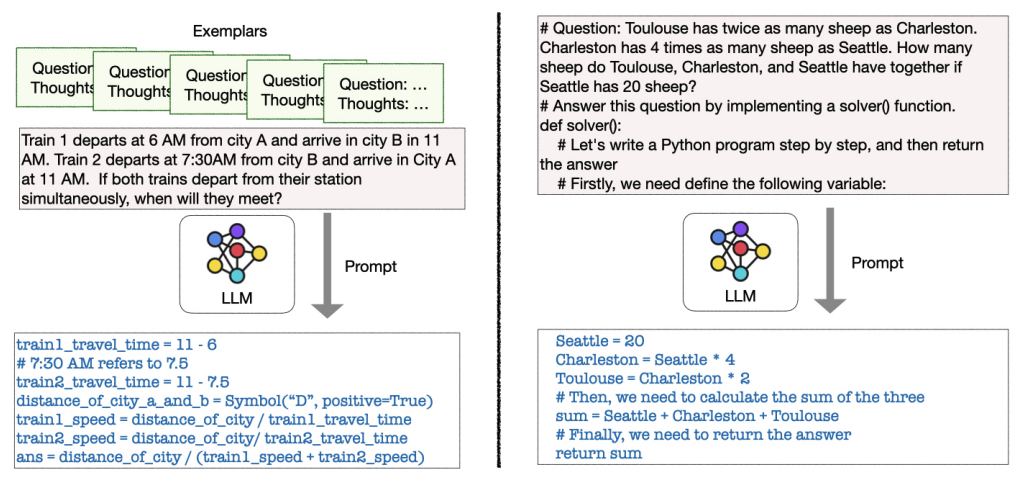 Exemplars
Question
Thoughts
Question
Thoughts
Question
Thoughts
Question
Thoughts
Question: ...
Thoughts: ...
Train 1 departs at 6 AM from city A and arrive in city B in 11
AM. Train 2 departs at 7:30AM from city B and arrive in City A
at 11 AM.  If both trains depart from their station
simultaneously, when will they meet?
LLM
Prompt
train1_travel_time = 11 - 6
# 7:30 AM refers to 7.5
train2_travel_time = 11 - 7.5
distance_of_city_a_and_b = Symbol(“D”, positive=True)
train1_speed = distance_of_city / train1_travel_time
train2_speed = distance_of_city/ train2_travel_time
ans = distance_of_city / (train1_speed + train2_speed)
# Question: Toulouse has twice as many sheep as Charleston.
Charleston has 4 times as many sheep as Seattle. How many
sheep do Toulouse, Charleston, and Seattle have together if
Seattle has 20 sheep?
# Answer this question by implementing a solver() function.
def solver():
# Let's write a Python program step by step, and then return
the answer
# Firstly, we need define the following variable:
LLM
Prompt
Seattle = 20
Charleston = Seattle * 4
Toulouse = Charleston * 2
# Then, we need to calculate the sum of the three
sum = Seattle + Charleston + Toulouse
# Finally, we need to return the answer
return sum